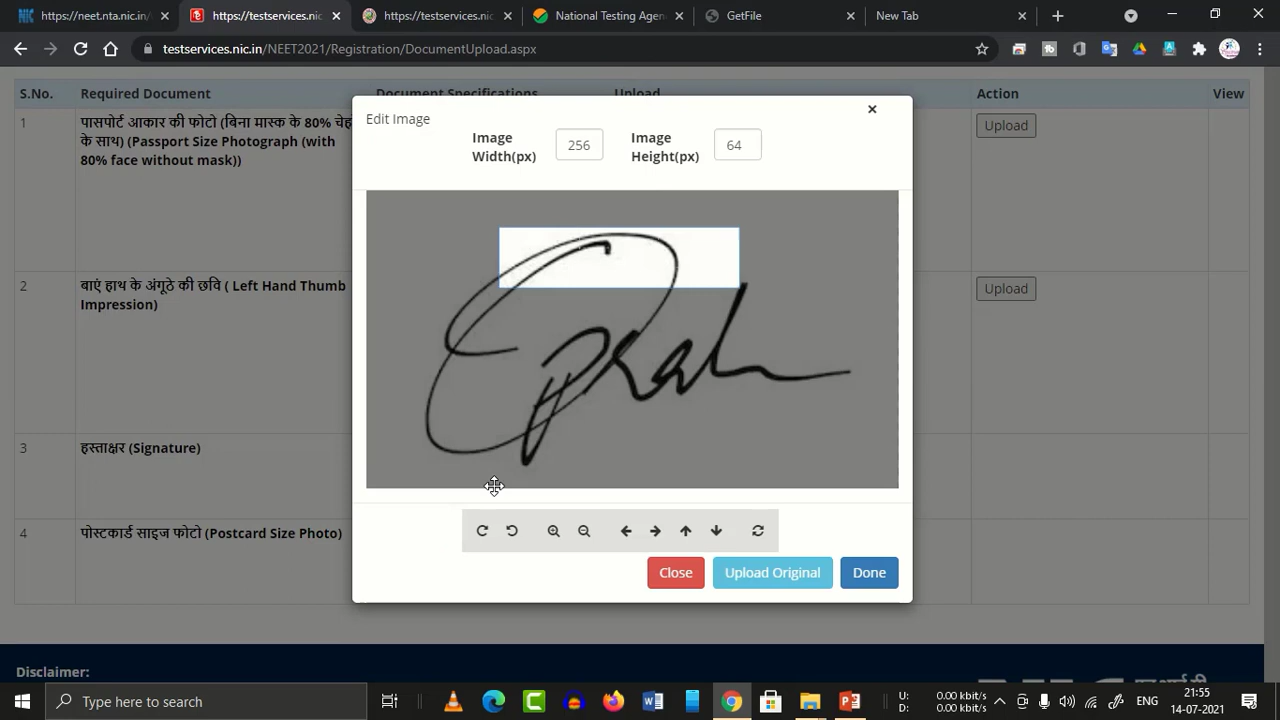 https://neet.nta.nic.in/
https://testservices.nic.
https://testservices.nic
National Testing Agen
GetFile
New Tab
testservices.nic.in/NEET2021/Registration/DocumentUpload.aspx
S.No.
Required Document
Document Specifications
Upload
Action
View
1
पासपोर्ट आकार की फोटो (बिना मास्क के 80% चेह
के साथ) (Passport Size Photograph (with
80% face without mask))
Upload
2
बाएं हाथ के अंगूठे की छवि ( Left Hand Thumb
Impression)
Upload
3
हस्ताक्षर (Signature)
4
पोस्टकार्ड साइज फोटो (Postcard Size Photo)
Edit Image
Image
Width(px)
256
Image
Height(px)
64
Close
Upload Original
Done
Disclaimer:
Type here to search
U:
D:
0.00 kbit/s
0.00 kbit/s
ENG
21:55
14-07-2021